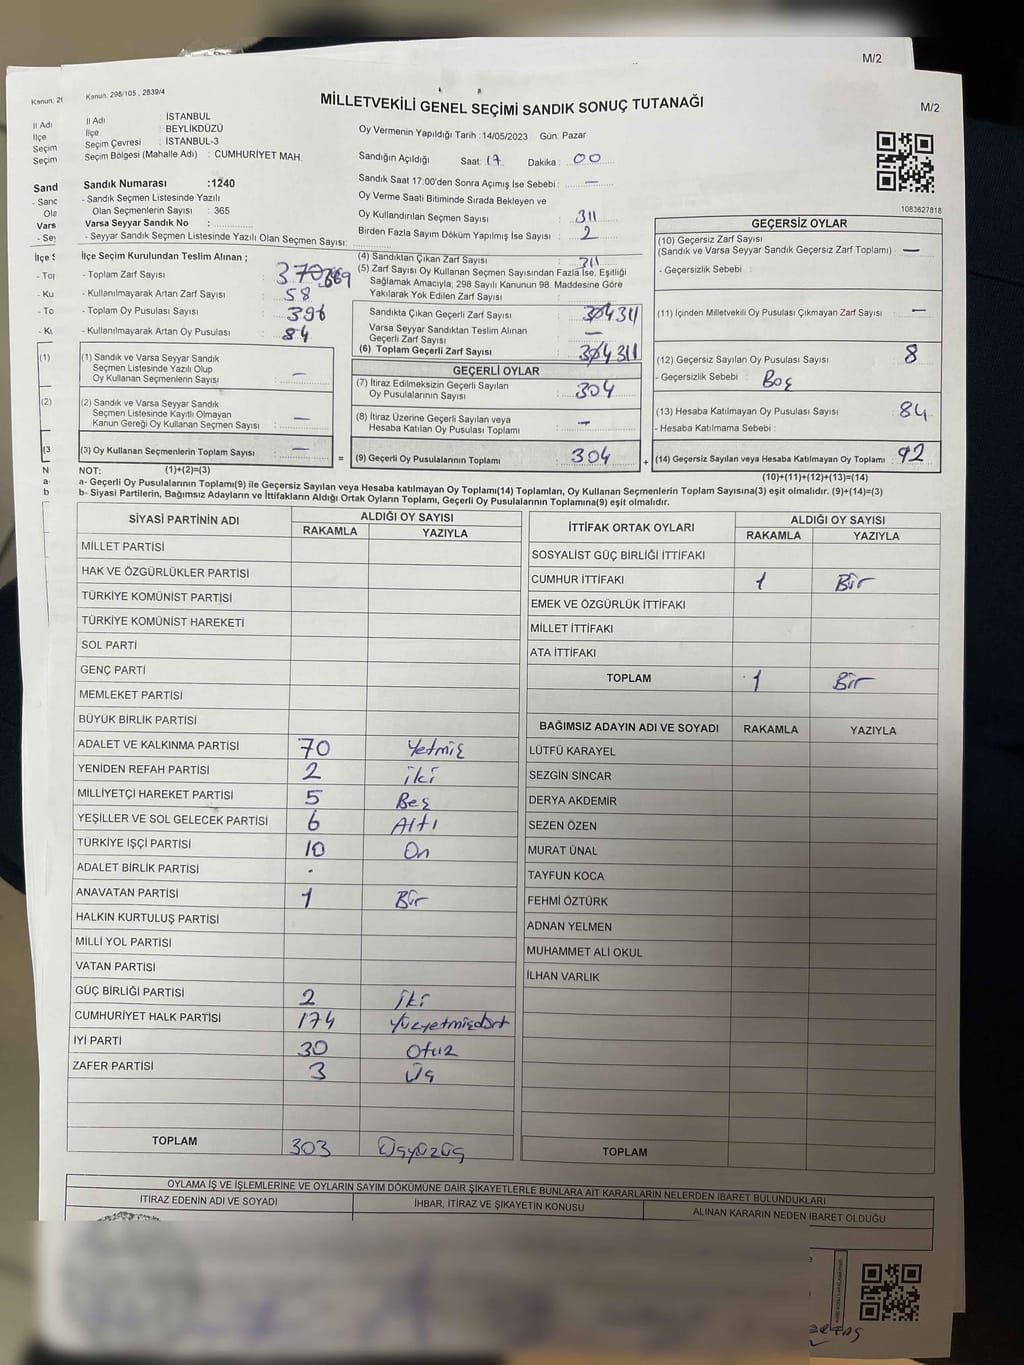 M/2
Kanun. 298/105 ; 2839/4
MİLLETVEKİLİ GENEL SEÇİMİ SANDIK SONUÇ TUTANAĞI
M/2
İl Adı : İSTANBUL
İlçe : BEYLİKDÜZÜ
Seçim Çevresi : İSTANBUL-3
Seçim Bölgesi (Mahalle Adı) : CUMHURİYET MAH.
Oy Vermenin Yapıldığı Tarih : 14/05/2023 Gün: Pazar
Sandığın Açıldığı Saat: 17 Dakika : 00
Sandık Saat 17:00'den Sonra Açımış İse Sebebi : —
Oy Verme Saati Bitiminde Sırada Bekleyen ve
Oy Kullandırılan Seçmen Sayısı 311
Birden Fazla Sayım Döküm Yapılmış İse Sayısı : 2
1083627818
Sandık Numarası :1240
- Sandık Seçmen Listesinde Yazılı
Olan Seçmenlerin Sayısı : 365
Varsa Seyyar Sandık No :
- Seyyar Sandık Seçmen Listesinde Yazılı Olan Seçmen Sayısı:
İlçe Seçim Kurulundan Teslim Alınan ;
- Toplam Zarf Sayısı : 370 369
- Kullanılmayarak Artan Zarf Sayısı : 58
- Toplam Oy Pusulası Sayısı : 396
- Kullanılmayarak Artan Oy Pusulası : 84
(1) Sandık ve Varsa Seyyar Sandık
Seçmen Listesinde Yazılı Olup
Oy Kullanan Seçmenlerin Sayısı : —
(2) Sandık ve Varsa Seyyar Sandık
Seçmen Listesinde Kayıtlı Olmayan
Kanun Gereği Oy Kullanan Seçmen Sayısı : —
(3) Oy Kullanan Seçmenlerin Toplam Sayısı : —
(4) Sandıktan Çıkan Zarf Sayısı : 311
(5) Zarf Sayısı Oy Kullanan Seçmen Sayısından Fazla İse, Eşitliği
Sağlamak Amacıyla; 298 Sayılı Kanunun 98. Maddesine Göre
Yakılarak Yok Edilen Zarf Sayısı :
Sandıkta Çıkan Geçerli Zarf Sayısı : 304 311
Varsa Seyyar Sandıktan Teslim Alınan
Geçerli Zarf Sayısı : —
(6) Toplam Geçerli Zarf Sayısı : 304 311
GEÇERLİ OYLAR
(7) İtiraz Edilmeksizin Geçerli Sayılan
Oy Pusulalarının Sayısı : 304
(8) İtiraz Üzerine Geçerli Sayılan veya
Hesaba Katılan Oy Pusulası Toplamı : —
= (9) Geçerli Oy Pusulalarının Toplamı : 304
GEÇERSİZ OYLAR
(10) Geçersiz Zarf Sayısı
(Sandık ve Varsa Seyyar Sandık Geçersiz Zarf Toplamı) : —
- Geçersizlik Sebebi :
(11) İçinden Milletvekili Oy Pusulası Çıkmayan Zarf Sayısı : —
(12) Geçersiz Sayılan Oy Pusulası Sayısı : 8
- Geçersizlik Sebebi : Boş
(13) Hesaba Katılmayan Oy Pusulası Sayısı : 84
- Hesaba Katılmama Sebebi :
+ (14) Geçersiz Sayılan veya Hesaba Katılmayan Oy Toplamı : 92
NOT: (1)+(2)=(3)
(10)+(11)+(12)+(13)=(14)
a- Geçerli Oy Pusulalarının Toplamı(9) ile Geçersiz Sayılan veya Hesaba Katılmayan Oy Toplamı(14) Toplamları, Oy Kullanan Seçmenlerin Toplam Sayısına(3) eşit olmalıdır. (9)+(14)=(3)
b- Siyasi Partilerin, Bağımsız Adayların ve İttifakların Aldığı Ortak Oyların Toplamı, Geçerli Oy Pusulalarının Toplamına(9) eşit olmalıdır.
SİYASİ PARTİNİN ADI ALDIĞI OY SAYISI
RAKAMLA YAZIYLA
MİLLET PARTİSİ
HAK VE ÖZGÜRLÜKLER PARTİSİ
TÜRKİYE KOMÜNİST PARTİSİ
TÜRKİYE KOMÜNİST HAREKETİ
SOL PARTİ
GENÇ PARTİ
MEMLEKET PARTİSİ
BÜYÜK BİRLİK PARTİSİ
ADALET VE KALKINMA PARTİSİ 70 Yetmiş
YENİDEN REFAH PARTİSİ 2 iki
MİLLİYETÇİ HAREKET PARTİSİ 5 Beş
YEŞİLLER VE SOL GELECEK PARTİSİ 6 Altı
TÜRKİYE İŞÇİ PARTİSİ 10 On
ADALET BİRLİK PARTİSİ
ANAVATAN PARTİSİ 1 Bir
HALKIN KURTULUŞ PARTİSİ
MİLLİ YOL PARTİSİ
VATAN PARTİSİ
GÜÇ BİRLİĞİ PARTİSİ 2 iki
CUMHURİYET HALK PARTİSİ 174 Yüzyetmişdört
İYİ PARTİ 30 Otuz
ZAFER PARTİSİ 3 Üç
TOPLAM 303 Üçyüzüç
İTTİFAK ORTAK OYLARI ALDIĞI OY SAYISI
RAKAMLA YAZIYLA
SOSYALİST GÜÇ BİRLİĞİ İTTİFAKI
CUMHUR İTTİFAKI 1 Bir
EMEK VE ÖZGÜRLÜK İTTİFAKI
MİLLET İTTİFAKI
ATA İTTİFAKI
TOPLAM 1 Bir
BAĞIMSIZ ADAYIN ADI VE SOYADI RAKAMLA YAZIYLA
LÜTFÜ KARAYEL
SEZGİN SİNCAR
DERYA AKDEMİR
SEZEN ÖZEN
MURAT ÜNAL
TAYFUN KOCA
FEHMİ ÖZTÜRK
ADNAN YELMEN
MUHAMMET ALİ OKUL
İLHAN VARLIK
TOPLAM
OYLAMA İŞ VE İŞLEMLERİNE VE OYLARIN SAYIM DÖKÜMÜNE DAİR ŞİKAYETLERLE BUNLARA AİT KARARLARIN NELERDEN İBARET BULUNDUKLARI
İTİRAZ EDENİN ADI VE SOYADI İHBAR, İTİRAZ VE ŞİKAYETİN KONUSU ALINAN KARARIN NEDEN İBARET OLDUĞU